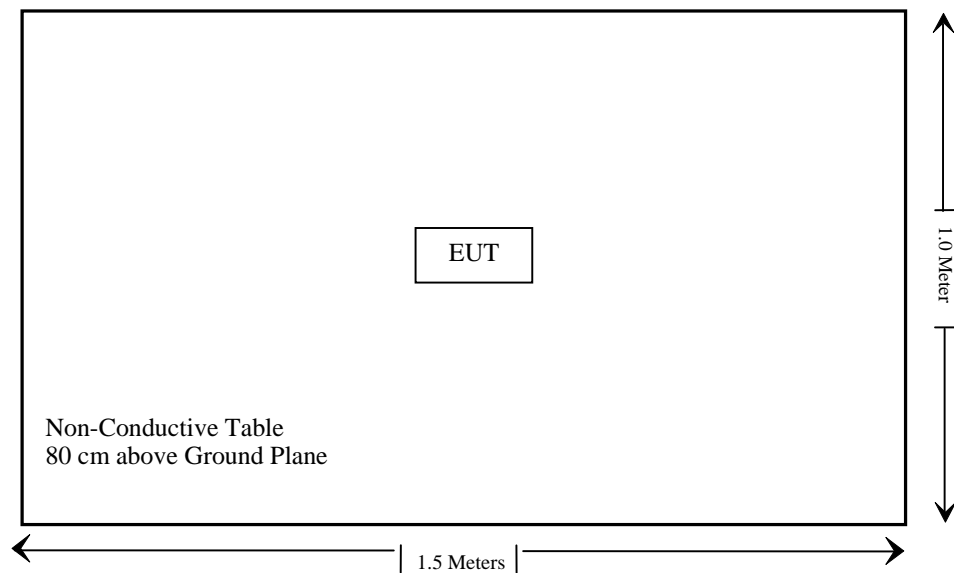 EUT
1.0 Meter
Non-Conductive Table
80 cm above Ground Plane
1.5 Meters